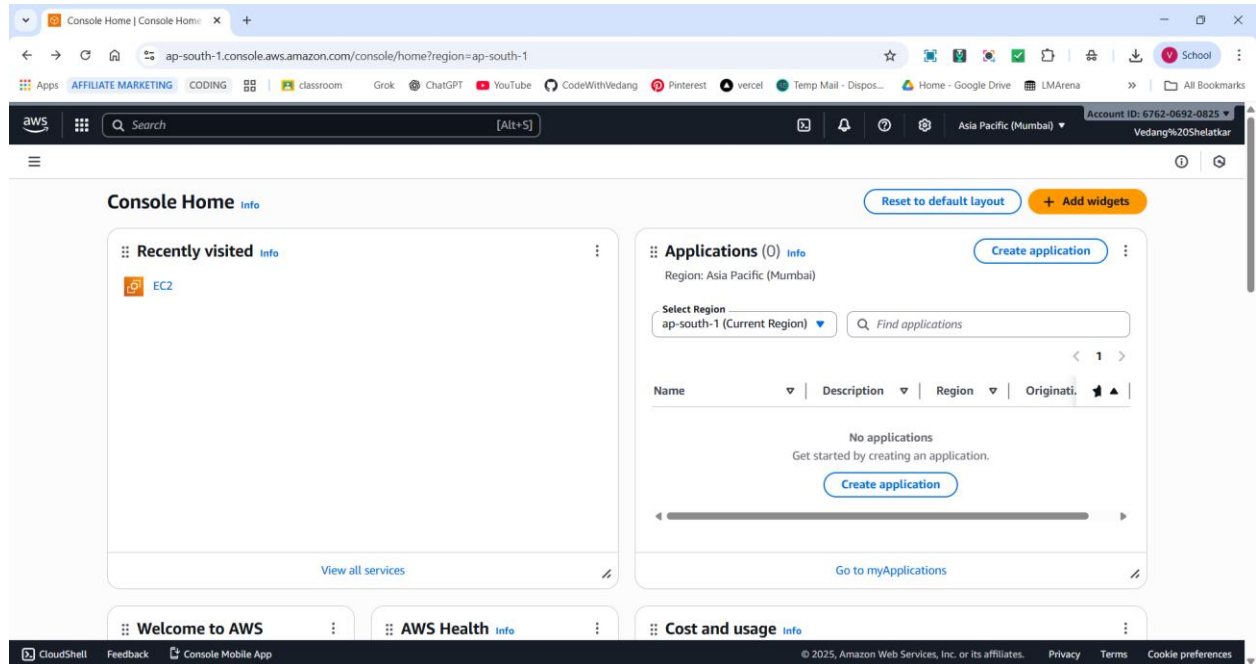 Console Home | Console Home
ap-south-1.console.aws.amazon.com/console/home?region=ap-south-1
School
Apps AFFILIATE MARKETING CODING classroom Grok ChatGPT YouTube CodeWithVedang Pinterest vercel Temp Mail - Dispos... Home - Google Drive LMArena » All Bookmarks
aws Search [Alt+S] Asia Pacific (Mumbai) Account ID: 6762-0692-0825
Vedang%20Shelatkar
Console Home Info Reset to default layout + Add widgets
Recently visited Info
EC2
View all services
Applications (0) Info Create application
Region: Asia Pacific (Mumbai)
Select Region
ap-south-1 (Current Region) Find applications
1
Name Description Region Originati.
No applications
Get started by creating an application.
Create application
Go to myApplications
Welcome to AWS AWS Health Info Cost and usage Info
CloudShell Feedback Console Mobile App © 2025, Amazon Web Services, Inc. or its affiliates. Privacy Terms Cookie preferences